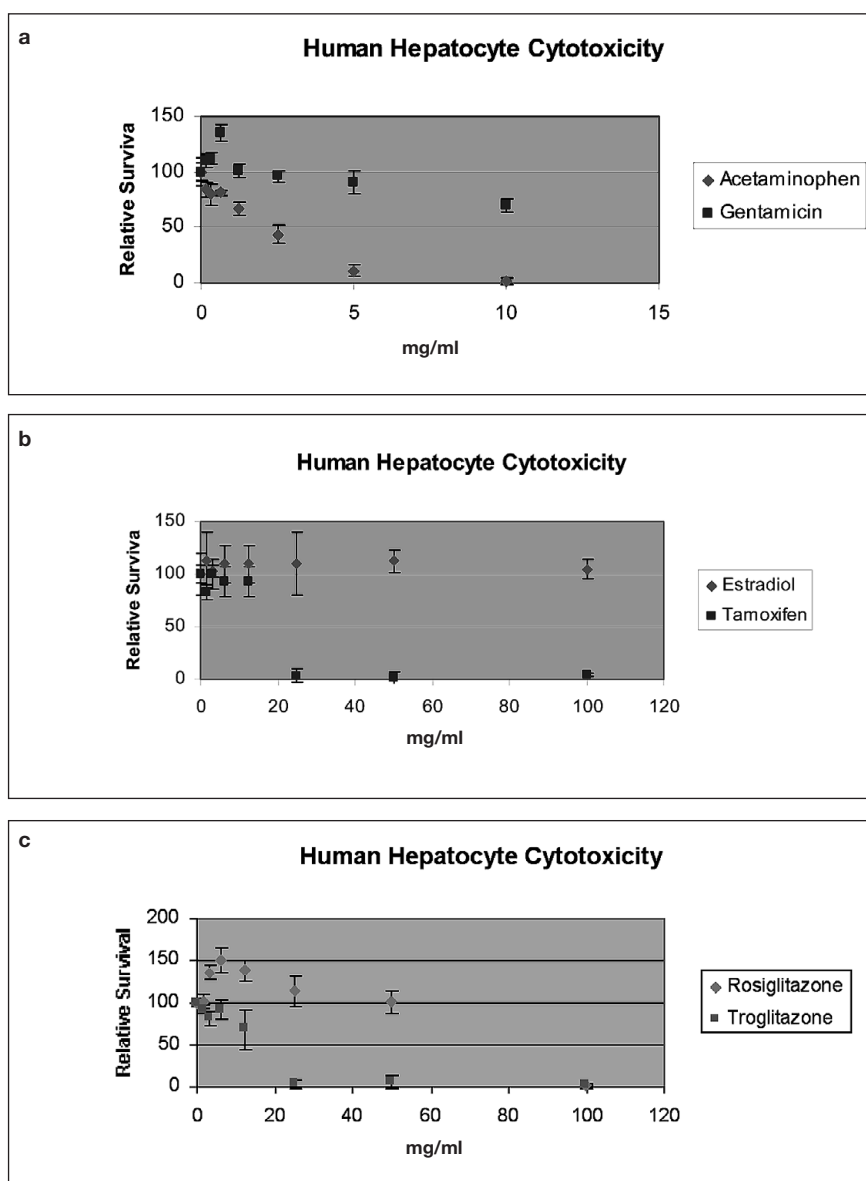 a
Human Hepatocyte Cytotoxicity
Relative Surviva
150
100
50
0
0 5 10 15
mg/ml
Acetaminophen
Gentamicin
b
Human Hepatocyte Cytotoxicity
Relative Surviva
150
100
50
0
0 20 40 60 80 100 120
mg/ml
Estradiol
Tamoxifen
c
Human Hepatocyte Cytotoxicity
Relative Survival
200
150
100
50
0
0 20 40 60 80 100 120
mg/ml
Rosiglitazone
Troglitazone